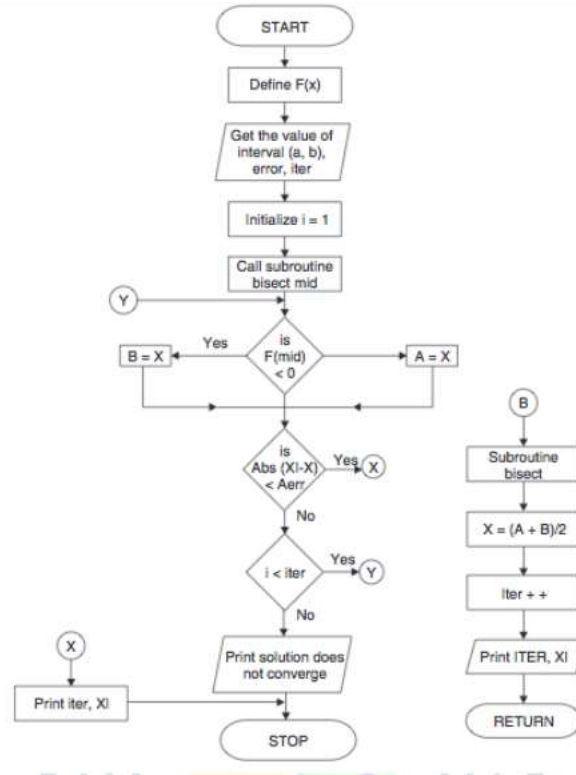 START
Define F(x)
Get the value of
interval (a, b),
error, iter
Initialize i = 1
Call subroutine
bisect mid
Y
is
F(mid)
< 0
Yes
B = X
A = X
is
Abs (XI-X)
< Aerr
Yes
X
No
i < iter
Yes
Y
No
Print solution does
not converge
X
Print iter, XI
STOP
B
Subroutine
bisect
X = (A + B)/2
Iter + +
Print ITER, XI
RETURN